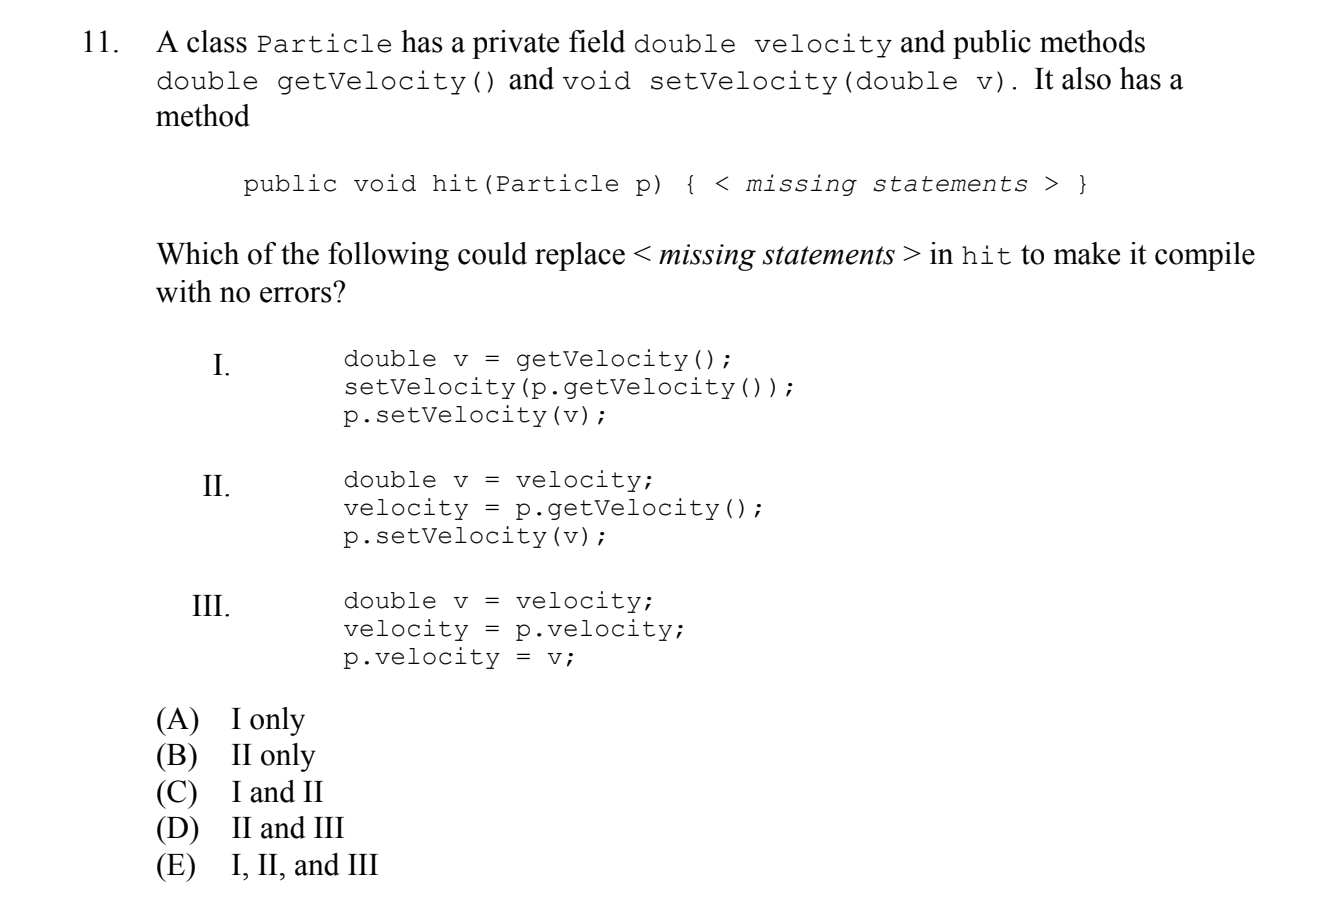 11. A class Particle has a private field double velocity and public methods
double getVelocity() and void setVelocity(double v). It also has a
method
public void hit(Particle p) { < missing statements > }
Which of the following could replace < missing statements > in hit to make it compile
with no errors?
I. double v = getVelocity();
setVelocity(p.getVelocity());
p.setVelocity(v);
II. double v = velocity;
velocity = p.getVelocity();
p.setVelocity(v);
III. double v = velocity;
velocity = p.velocity;
p.velocity = v;
(A) I only
(B) II only
(C) I and II
(D) II and III
(E) I, II, and III